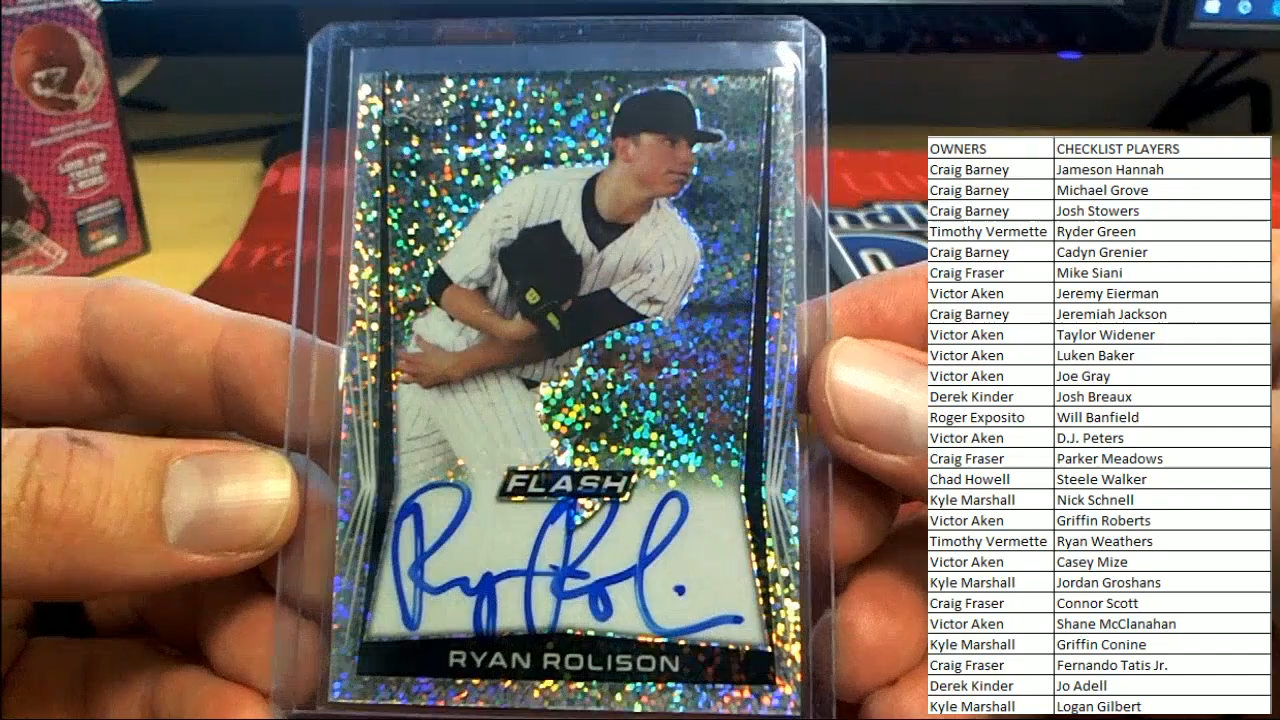 FLASH
Ryan Rolison
RYAN ROLISON
OWNERS CHECKLIST PLAYERS
Craig Barney Jameson Hannah
Craig Barney Michael Grove
Craig Barney Josh Stowers
Timothy Vermette Ryder Green
Craig Barney Cadyn Grenier
Craig Fraser Mike Siani
Victor Aken Jeremy Eierman
Craig Barney Jeremiah Jackson
Victor Aken Taylor Widener
Victor Aken Luken Baker
Victor Aken Joe Gray
Derek Kinder Josh Breaux
Roger Exposito Will Banfield
Victor Aken D.J. Peters
Craig Fraser Parker Meadows
Chad Howell Steele Walker
Kyle Marshall Nick Schnell
Victor Aken Griffin Roberts
Timothy Vermette Ryan Weathers
Victor Aken Casey Mize
Kyle Marshall Jordan Groshans
Craig Fraser Connor Scott
Victor Aken Shane McClanahan
Kyle Marshall Griffin Conine
Craig Fraser Fernando Tatis Jr.
Derek Kinder Jo Adell
Kyle Marshall Logan Gilbert